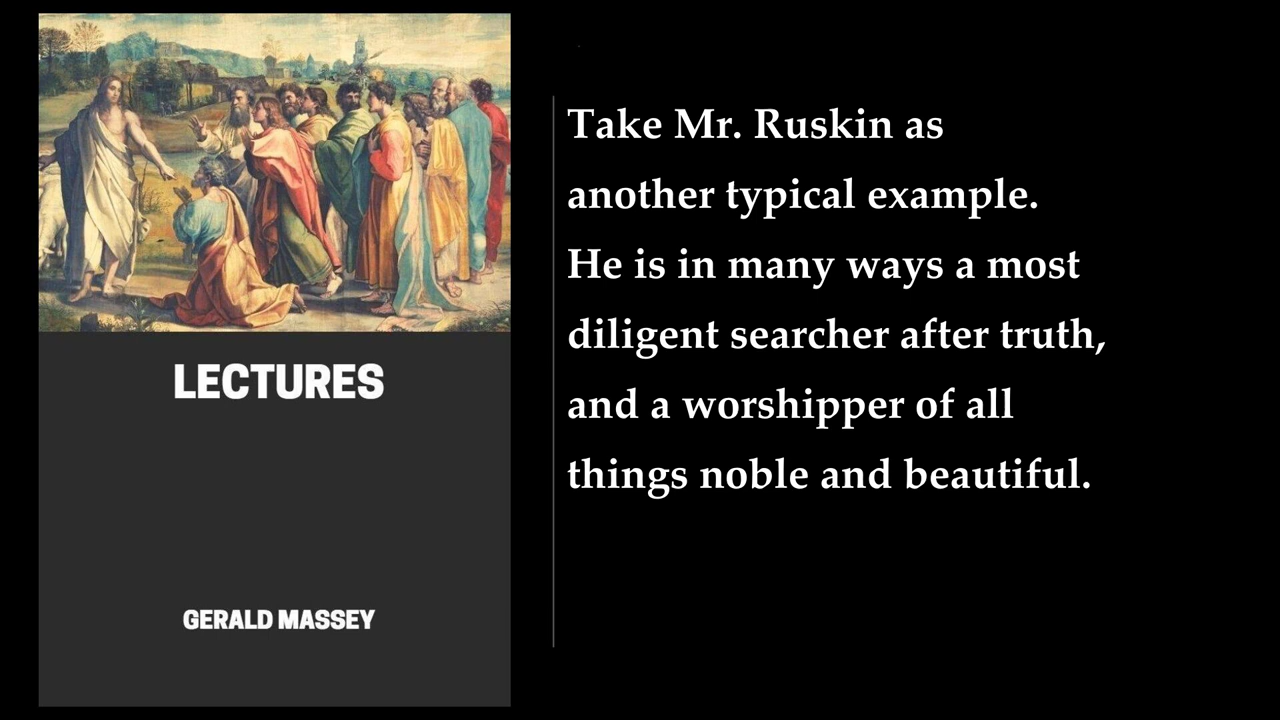 LECTURES
GERALD MASSEY
Take Mr. Ruskin as
another typical example.
He is in many ways a most
diligent searcher after truth,
and a worshipper of all
things noble and beautiful.